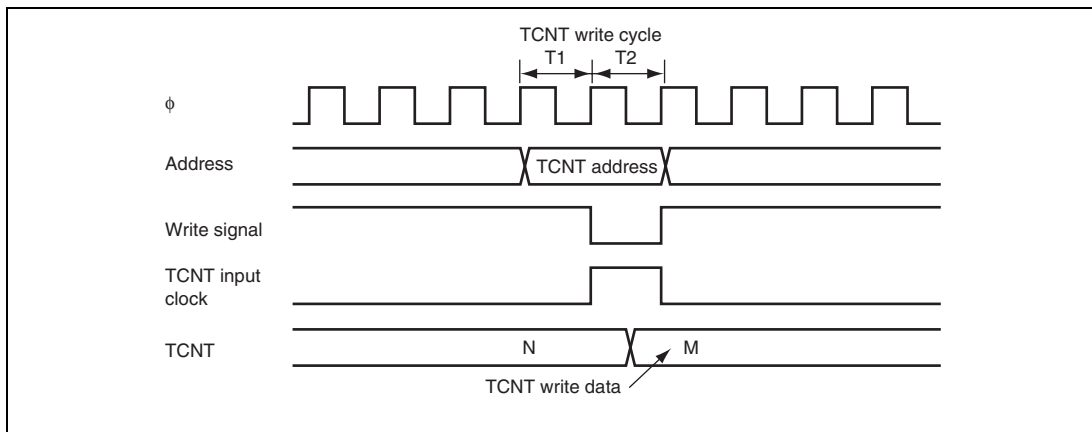 TCNT write cycle
T1 T2
ϕ
Address
TCNT address
Write signal
TCNT input
clock
TCNT
N
M
TCNT write data